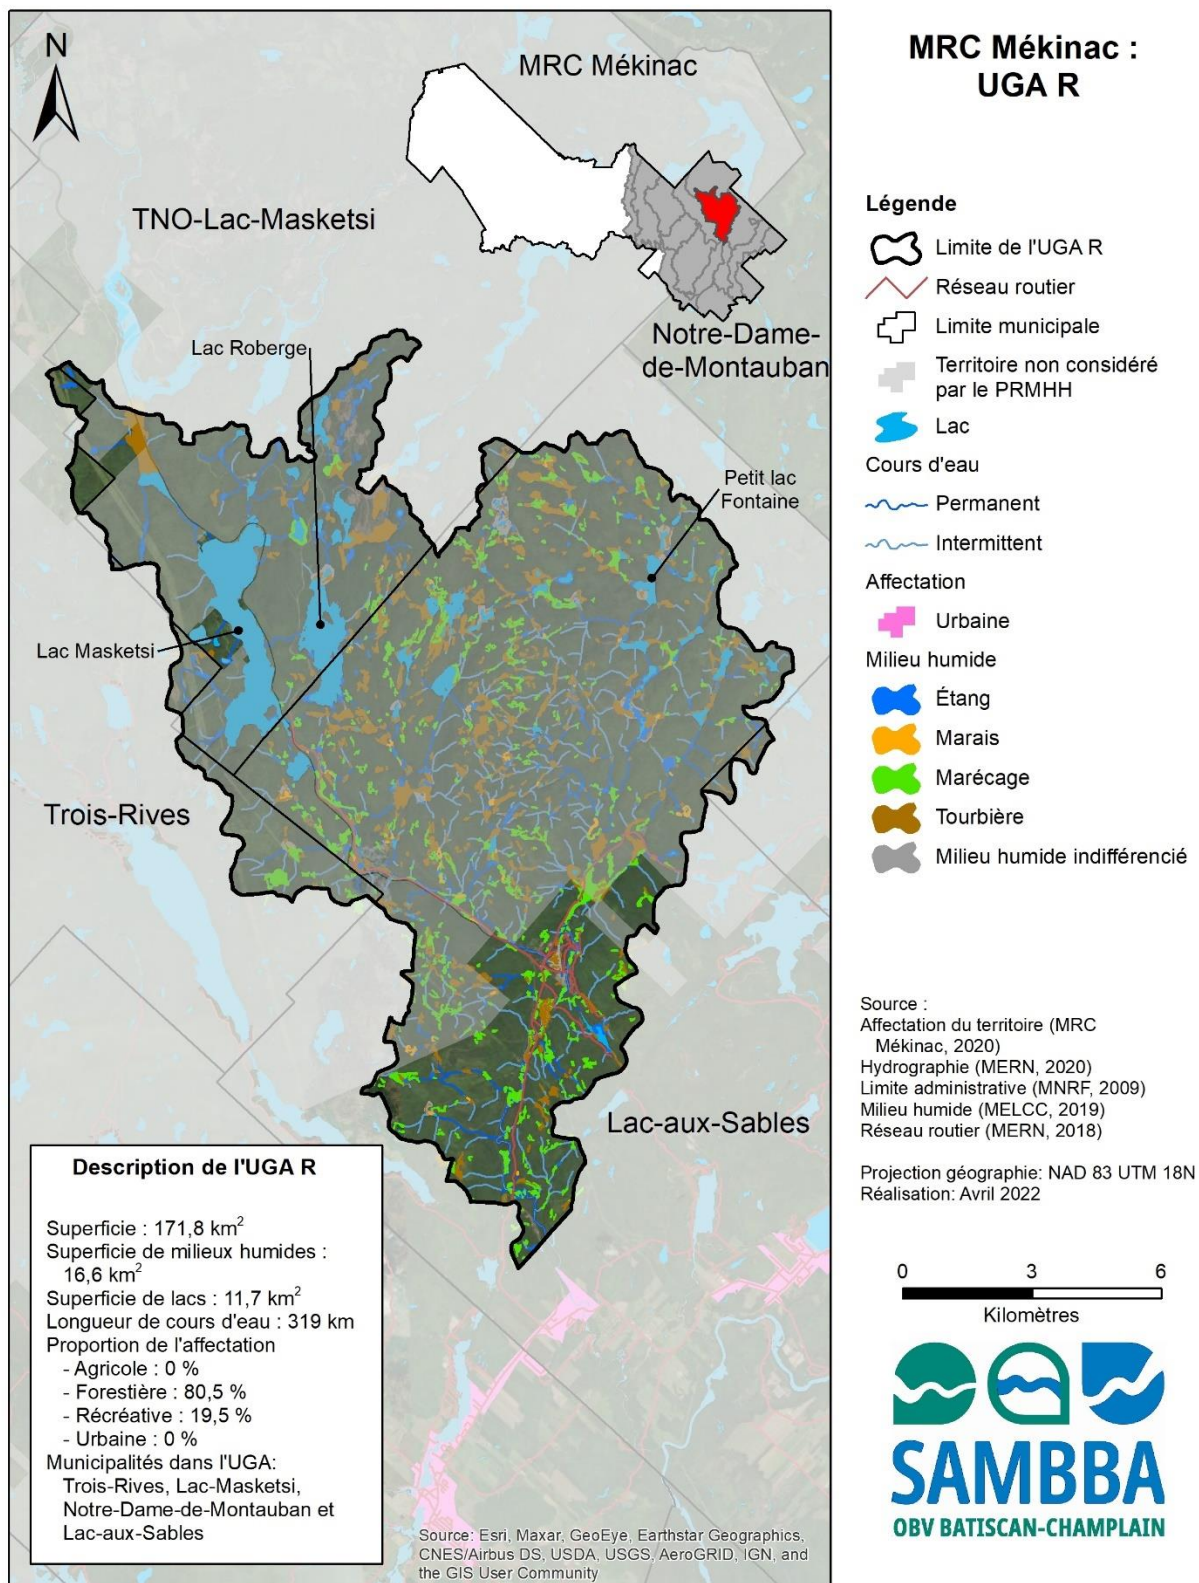 MRC Mékinac :
UGA R
N
MRC Mékinac
TNO-Lac-Masketsi
Notre-Dame-
de-Montauban
Lac Roberge
Petit lac
Fontaine
Lac Masketsi
Trois-Rives
Lac-aux-Sables
Description de l'UGA R
Superficie : 171,8 km²
Superficie de milieux humides :
16,6 km²
Superficie de lacs : 11,7 km²
Longueur de cours d'eau : 319 km
Proportion de l'affectation
- Agricole : 0 %
- Forestière : 80,5 %
- Récréative : 19,5 %
- Urbaine : 0 %
Municipalités dans l'UGA:
Trois-Rives, Lac-Masketsi,
Notre-Dame-de-Montauban et
Lac-aux-Sables
Source: Esri, Maxar, GeoEye, Earthstar Geographics,
CNES/Airbus DS, USDA, USGS, AeroGRID, IGN, and
the GIS User Community
Légende
Limite de l'UGA R
Réseau routier
Limite municipale
Territoire non considéré
par le PRMHH
Lac
Cours d'eau
Permanent
Intermittent
Affectation
Urbaine
Milieu humide
Étang
Marais
Marécage
Tourbière
Milieu humide indifférencié
Source :
Affectation du territoire (MRC
Mékinac, 2020)
Hydrographie (MERN, 2020)
Limite administrative (MNRF, 2009)
Milieu humide (MELCC, 2019)
Réseau routier (MERN, 2018)
Projection géographie: NAD 83 UTM 18N
Réalisation: Avril 2022
0 3 6
Kilomètres
SAMBBA
OBV BATISCAN-CHAMPLAIN